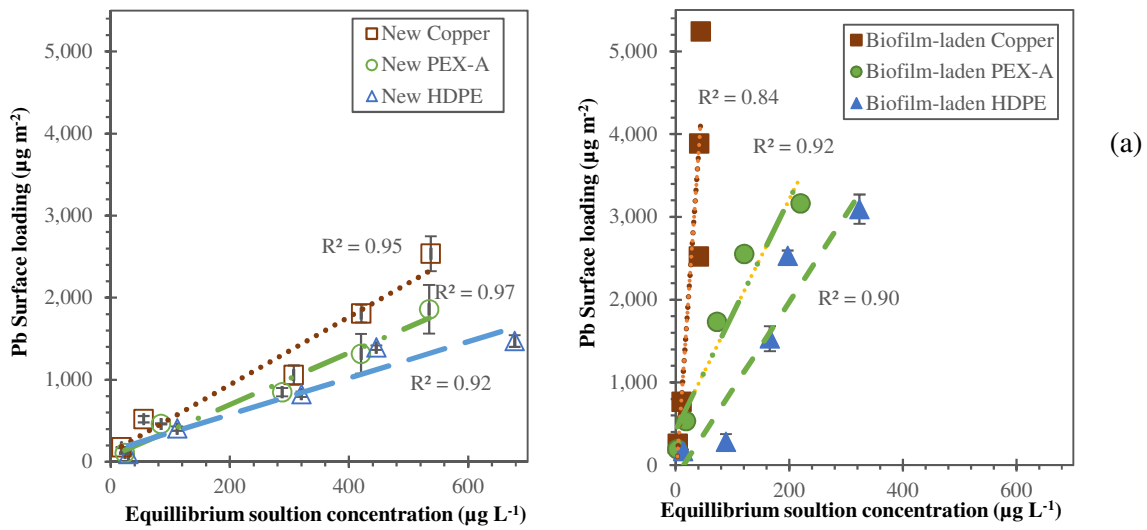 5,000
4,000
3,000
2,000
1,000
0
Pb Surface loading (µg m-2)
New Copper
New PEX-A
New HDPE
R² = 0.95
R² = 0.97
R² = 0.92
0
200
400
600
Equillibrium soultion concentration (µg L-1)
5,000
4,000
3,000
2,000
1,000
0
Pb Surface loading (µg m-2)
Biofilm-laden Copper
Biofilm-laden PEX-A
Biofilm-laden HDPE
R² = 0.84
R² = 0.92
R² = 0.90
0
200
400
600
Equillibrium soultion concentration (µg L-1)
(a)